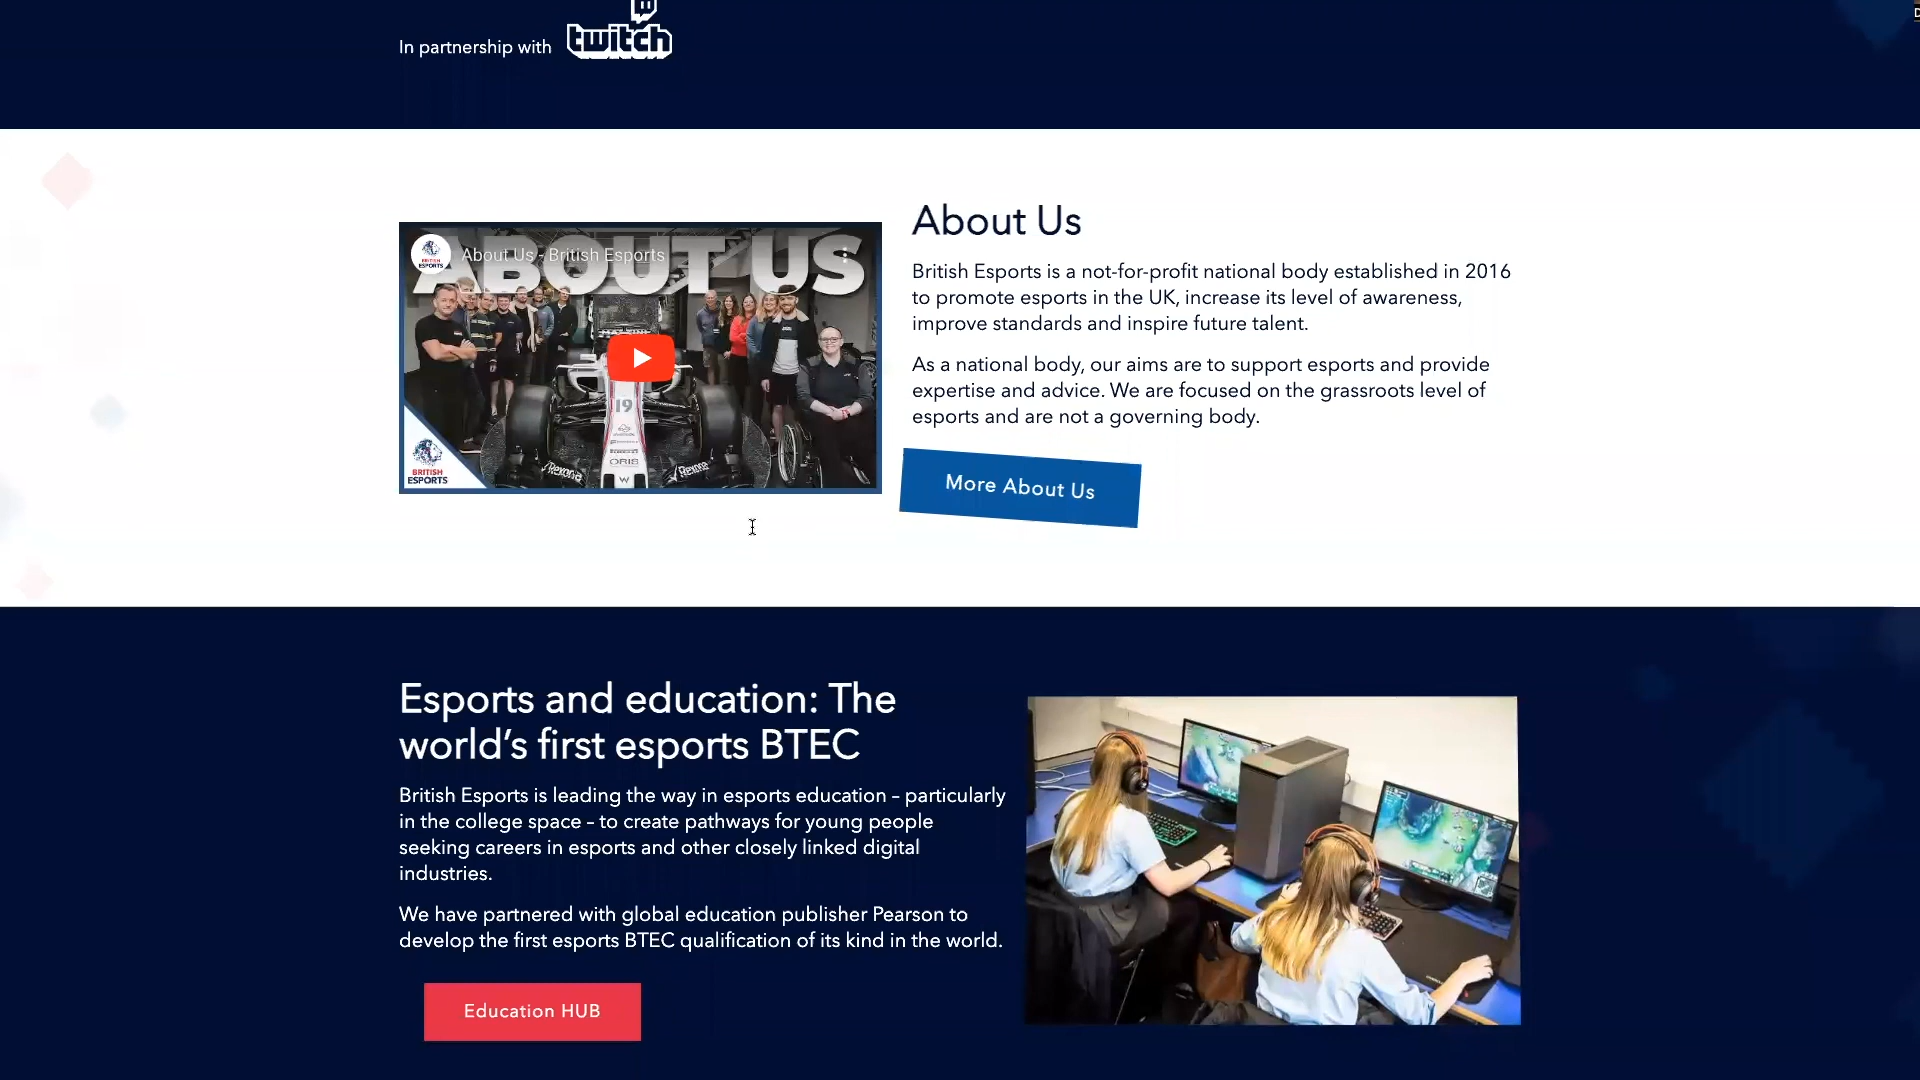 In partnership with
twitch
About Us
ABOUT US
About Us - British Esports
BRITISH
ESPORTS
19
ORIS
Rexona
Rexona
W
BRITISH
ESPORTS
British Esports is a not-for-profit national body established in 2016
to promote esports in the UK, increase its level of awareness,
improve standards and inspire future talent.
As a national body, our aims are to support esports and provide
expertise and advice. We are focused on the grassroots level of
esports and are not a governing body.
More About Us
Esports and education: The
world’s first esports BTEC
British Esports is leading the way in esports education – particularly
in the college space – to create pathways for young people
seeking careers in esports and other closely linked digital
industries.
We have partnered with global education publisher Pearson to
develop the first esports BTEC qualification of its kind in the world.
Education HUB